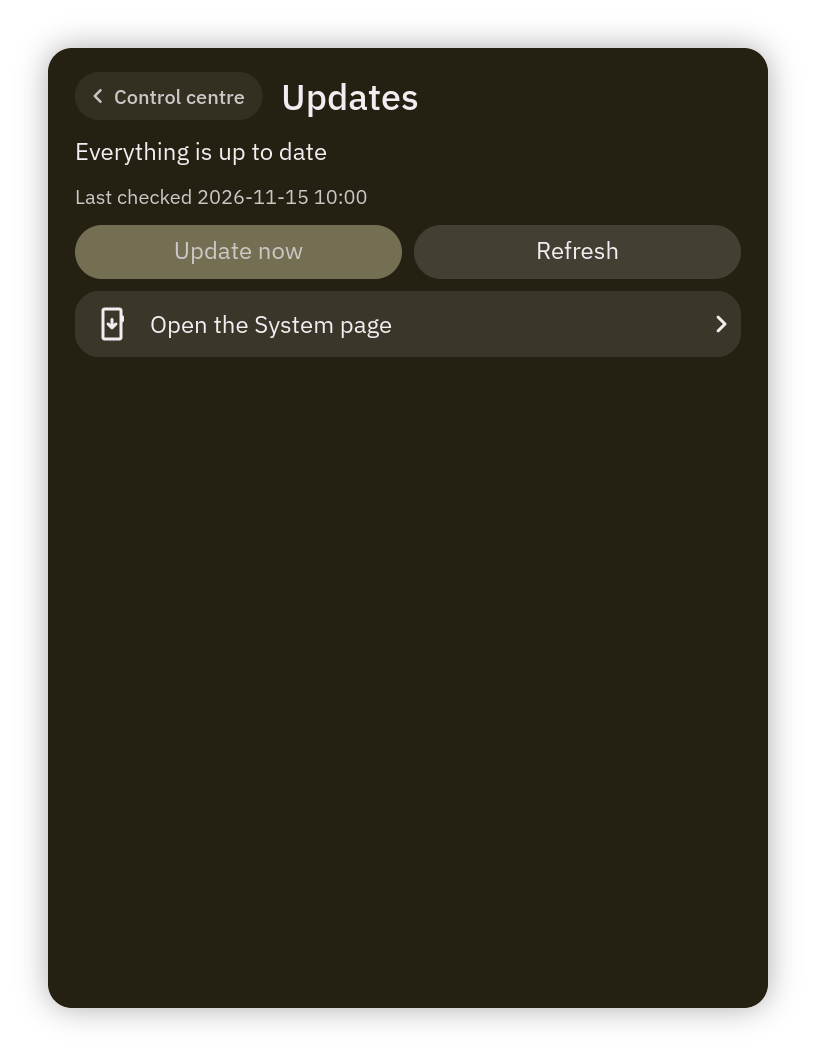 Control centre
Updates
Everything is up to date
Last checked 2026-11-15 10:00
Update now
Refresh
Open the System page